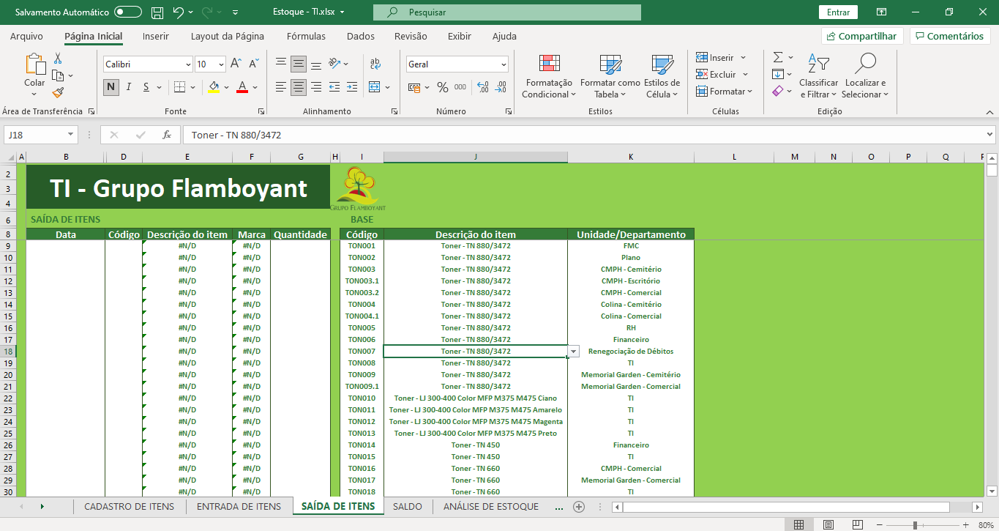 Salvamento Automático
Estoque - TI.xlsx
Pesquisar
Entrar
Arquivo Página Inicial Inserir Layout da Página Fórmulas Dados Revisão Exibir Ajuda Compartilhar Comentários
Colar
Calibri 10
N I S
ab
Geral
% 000
Formatação Condicional
Formatar como Tabela
Estilos de Célula
Inserir
Excluir
Formatar
Classificar e Filtrar
Localizar e Selecionar
Área de Transferência Fonte Alinhamento Número Estilos Células Edição
J18 fx Toner - TN 880/3472
A B D E F G H I J K L M N O P Q
TI - Grupo Flamboyant
Grupo Flamboyant
2
3
4
6 SAÍDA DE ITENS BASE
8 Data Código Descrição do item Marca Quantidade Código Descrição do item Unidade/Departamento
9 #N/D #N/D TON001 Toner - TN 880/3472 FMC
10 #N/D #N/D TON002 Toner - TN 880/3472 Plano
11 #N/D #N/D TON003 Toner - TN 880/3472 CMPH - Cemitério
12 #N/D #N/D TON003.1 Toner - TN 880/3472 CMPH - Escritório
13 #N/D #N/D TON003.2 Toner - TN 880/3472 CMPH - Comercial
14 #N/D #N/D TON004 Toner - TN 880/3472 Colina - Cemitério
15 #N/D #N/D TON004.1 Toner - TN 880/3472 Colina - Comercial
16 #N/D #N/D TON005 Toner - TN 880/3472 RH
17 #N/D #N/D TON006 Toner - TN 880/3472 Financeiro
18 #N/D #N/D TON007 Toner - TN 880/3472 Renegociação de Débitos
19 #N/D #N/D TON008 Toner - TN 880/3472 TI
20 #N/D #N/D TON009 Toner - TN 880/3472 Memorial Garden - Cemitério
21 #N/D #N/D TON009.1 Toner - TN 880/3472 Memorial Garden - Comercial
22 #N/D #N/D TON010 Toner - LJ 300-400 Color MFP M375 M475 Ciano TI
23 #N/D #N/D TON011 Toner - LJ 300-400 Color MFP M375 M475 Amarelo TI
24 #N/D #N/D TON012 Toner - LJ 300-400 Color MFP M375 M475 Magenta TI
25 #N/D #N/D TON013 Toner - LJ 300-400 Color MFP M375 M475 Preto TI
26 #N/D #N/D TON014 Toner - TN 450 Financeiro
27 #N/D #N/D TON015 Toner - TN 450 TI
28 #N/D #N/D TON016 Toner - TN 660 CMPH - Comercial
29 #N/D #N/D TON017 Toner - TN 660 Memorial Garden - Comercial
30 #N/D #N/D TON018 Toner - TN 660 TI
CADASTRO DE ITENS ENTRADA DE ITENS SAÍDA DE ITENS SALDO ANÁLISE DE ESTOQUE ...
80%